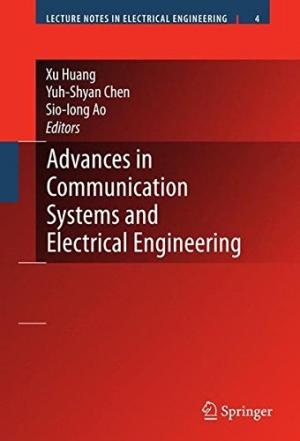 LECTURE NOTES IN ELECTRICAL ENGINEERING | 4
Xu Huang
Yuh-Shyan Chen
Sio-Iong Ao
Editors
Advances in
Communication
Systems and
Electrical Engineering
Springer